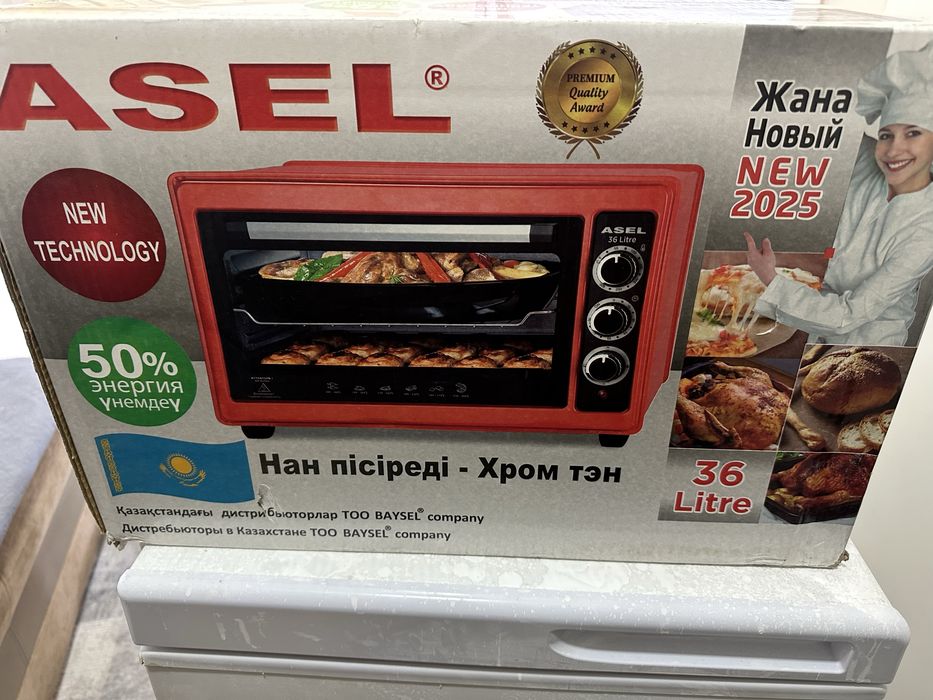 ASEL®
PREMIUM
Quality
Award
Жана
Новый
NEW
2025
NEW
TECHNOLOGY
ASEL
36 Litre
50%
энергия
үнемдеү
Нан пісіреді - Хром тэн
36
Litre
Қазақстандағы дистрибьюторлар ТОО BAYSEL® company
Дистребьюторы в Казахстане ТОО BAYSEL® company